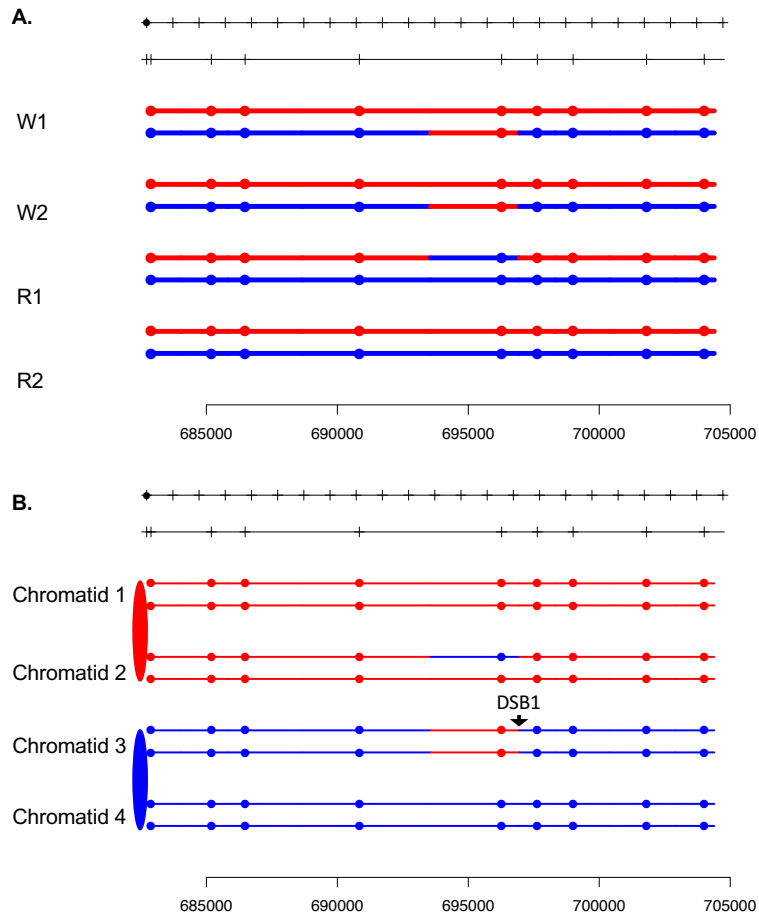 A.
W1
W2
R1
R2
685000 690000 695000 700000 705000
B.
Chromatid 1
Chromatid 2
DSB1
Chromatid 3
Chromatid 4
685000 690000 695000 700000 705000